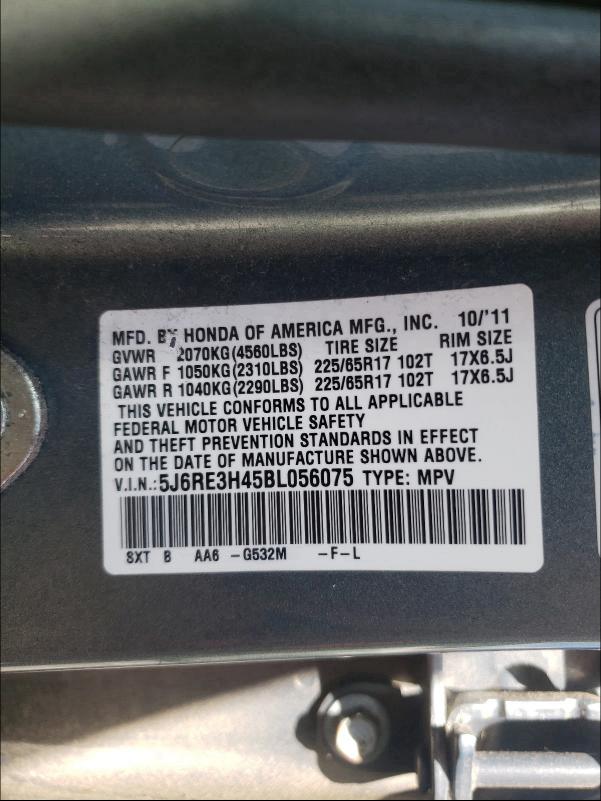 MFD. BY HONDA OF AMERICA MFG., INC. 10/'11
GVWR 2070KG(4560LBS) TIRE SIZE RIM SIZE
GAWR F 1050KG(2310LBS) 225/65R17 102T 17X6.5J
GAWR R 1040KG(2290LBS) 225/65R17 102T 17X6.5J
THIS VEHICLE CONFORMS TO ALL APPLICABLE
FEDERAL MOTOR VEHICLE SAFETY
AND THEFT PREVENTION STANDARDS IN EFFECT
ON THE DATE OF MANUFACTURE SHOWN ABOVE.
V.I.N.:5J6RE3H45BL056075 TYPE: MPV
SXT B AA6 -G532M -F-L